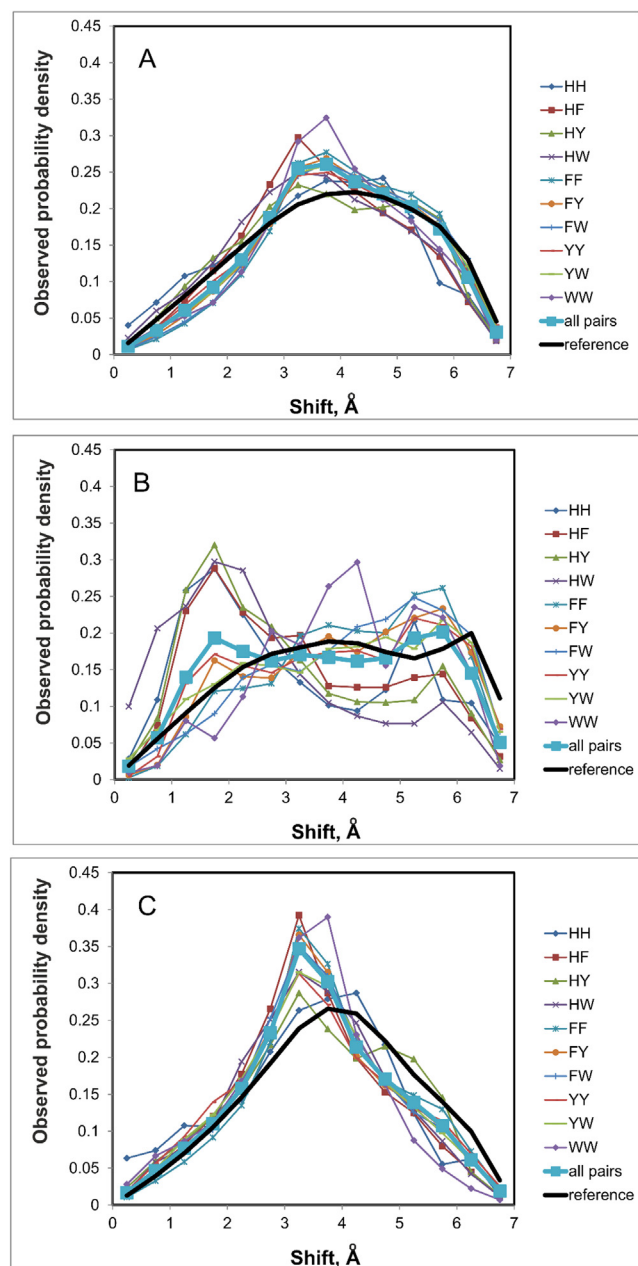 A
Observed probability density
0.45
0.4
0.35
0.3
0.25
0.2
0.15
0.1
0.05
0
0 1 2 3 4 5 6 7
Shift, Å
HH
HF
HY
HW
FF
FY
FW
YY
YW
WW
all pairs
reference
B
Observed probability density
0.45
0.4
0.35
0.3
0.25
0.2
0.15
0.1
0.05
0
0 1 2 3 4 5 6 7
Shift, Å
HH
HF
HY
HW
FF
FY
FW
YY
YW
WW
all pairs
reference
C
Observed probability density
0.45
0.4
0.35
0.3
0.25
0.2
0.15
0.1
0.05
0
0 1 2 3 4 5 6 7
Shift, Å
HH
HF
HY
HW
FF
FY
FW
YY
YW
WW
all pairs
reference